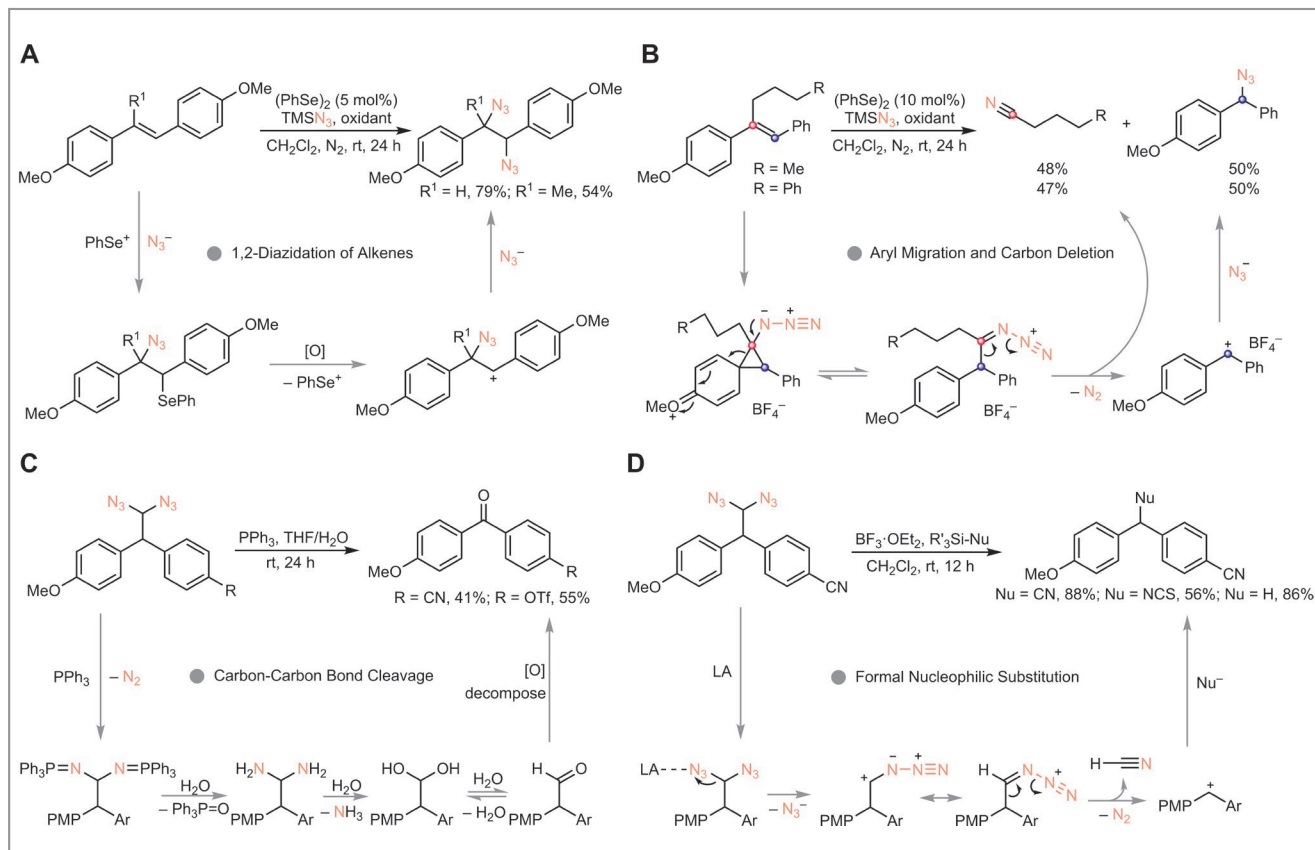 A
MeO
R¹
OMe
(PhSe)₂ (5 mol%)
TMSN₃, oxidant
CH₂Cl₂, N₂, rt, 24 h
R¹
N₃
OMe
MeO
N₃
R¹ = H, 79%; R¹ = Me, 54%
PhSe⁺
N₃⁻
1,2-Diazidation of Alkenes
N₃⁻
R¹
N₃
OMe
MeO
SePh
[O]
– PhSe⁺
R¹
N₃
OMe
MeO
+
B
R
Ph
MeO
R = Me
R = Ph
(PhSe)₂ (10 mol%)
TMSN₃, oxidant
CH₂Cl₂, N₂, rt, 24 h
N
R
+
N₃
Ph
MeO
48%
50%
47%
50%
Aryl Migration and Carbon Deletion
N₃⁻
R
– +
N–N≡N
Ph
MeO
+
BF₄⁻
R
N
+
N
N
Ph
MeO
BF₄⁻
– N₂
+
BF₄⁻
Ph
MeO
C
N₃
N₃
MeO
R
PPh₃, THF/H₂O
rt, 24 h
O
MeO
R
R = CN, 41%; R = OTf, 55%
PPh₃
– N₂
Carbon-Carbon Bond Cleavage
[O]
decompose
Ph₃P=N
N=PPh₃
PMP
Ar
H₂O
– Ph₃P=O
H₂N
NH₂
PMP
Ar
H₂O
– NH₃
HO
OH
PMP
Ar
H₂O
– H₂O
H
O
PMP
Ar
D
N₃
N₃
MeO
CN
BF₃·OEt₂, R'₃Si-Nu
CH₂Cl₂, rt, 12 h
Nu
MeO
CN
Nu = CN, 88%; Nu = NCS, 56%; Nu = H, 86%
LA
Formal Nucleophilic Substitution
Nu⁻
LA
N₃
N₃
PMP
Ar
– N₃⁻
– +
+
N–N≡N
PMP
Ar
H
N
+
N
N
PMP
Ar
H
N
– N₂
+
PMP
Ar